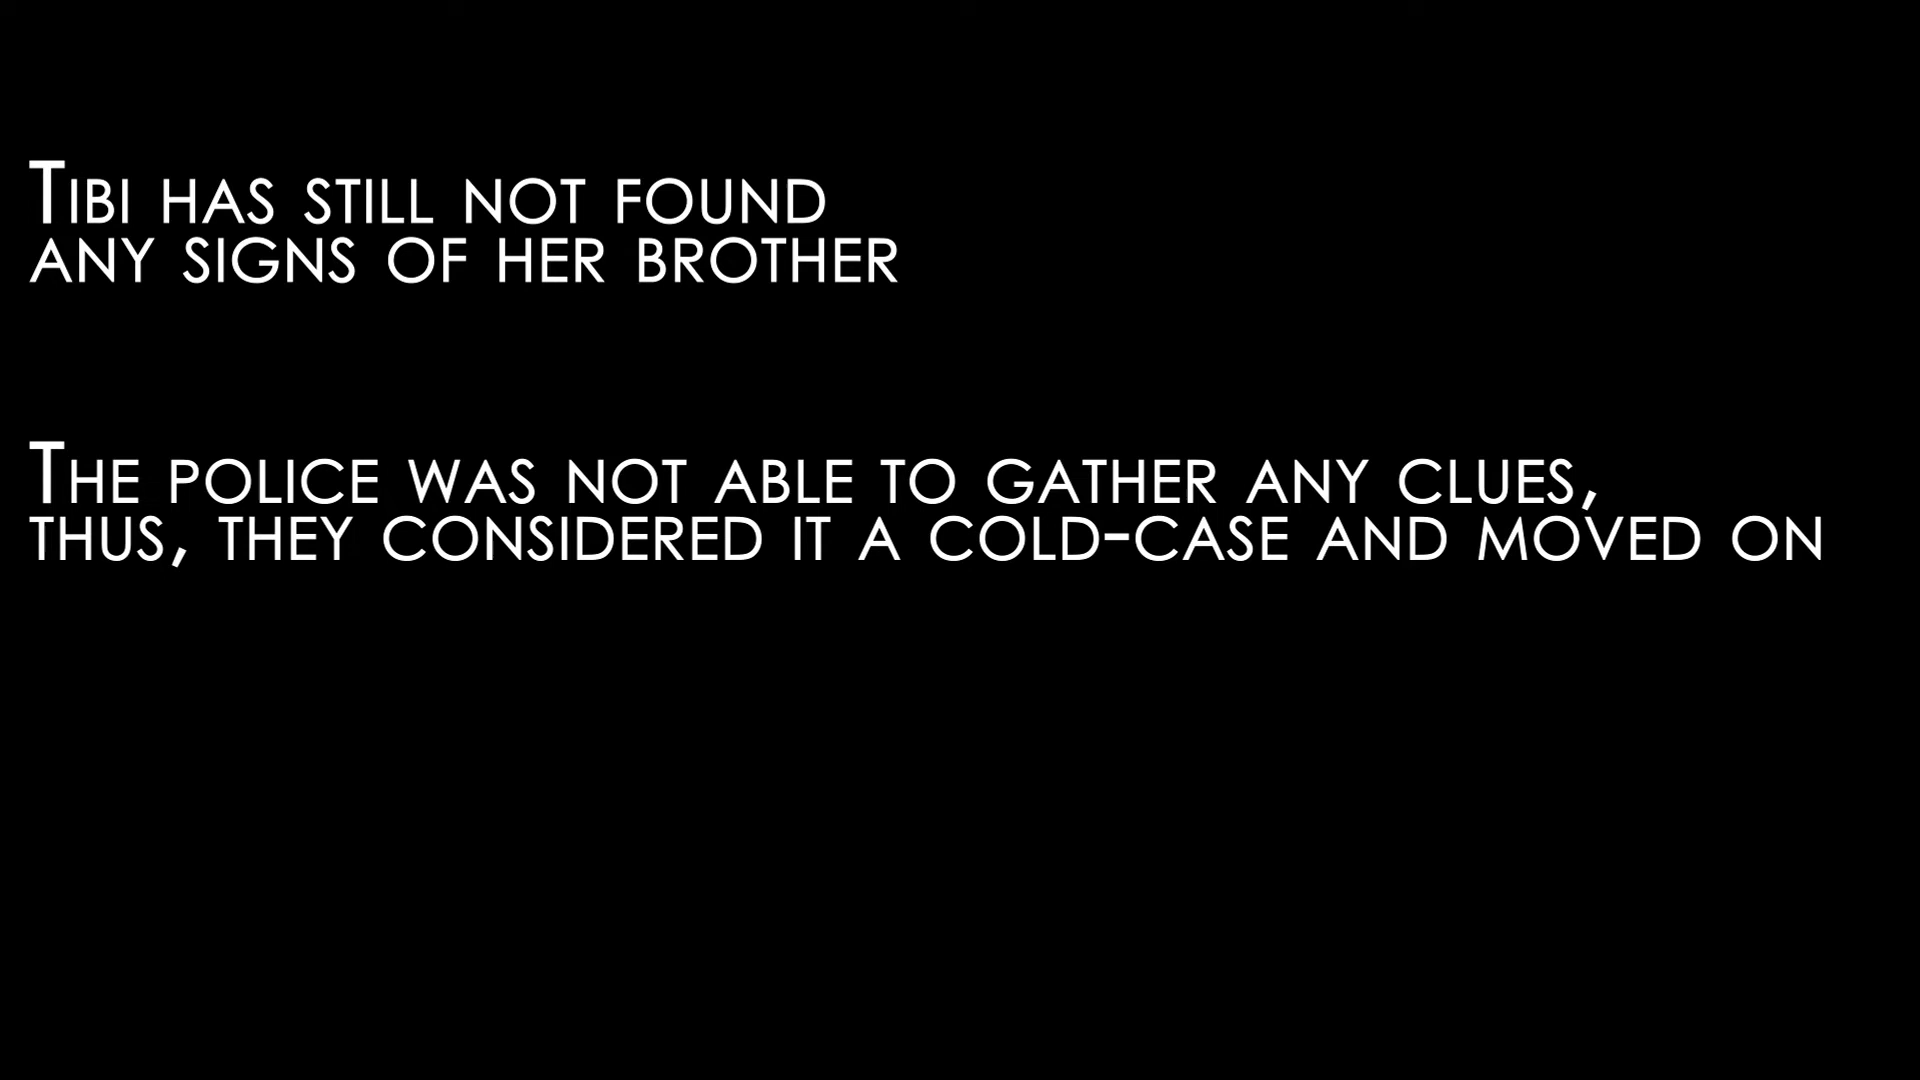 Tibi has still not found
any signs of her brother
The police was not able to gather any clues,
thus, they considered it a cold-case and moved on